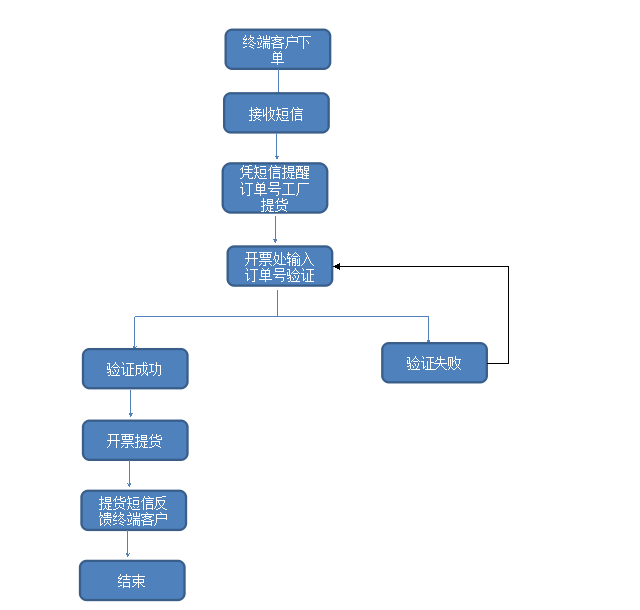 终端客户下
单
接收短信
凭短信提醒
订单号工厂
提货
开票处输入
订单号验证
验证成功
验证失败
开票提货
提货短信反
馈终端客户
结束